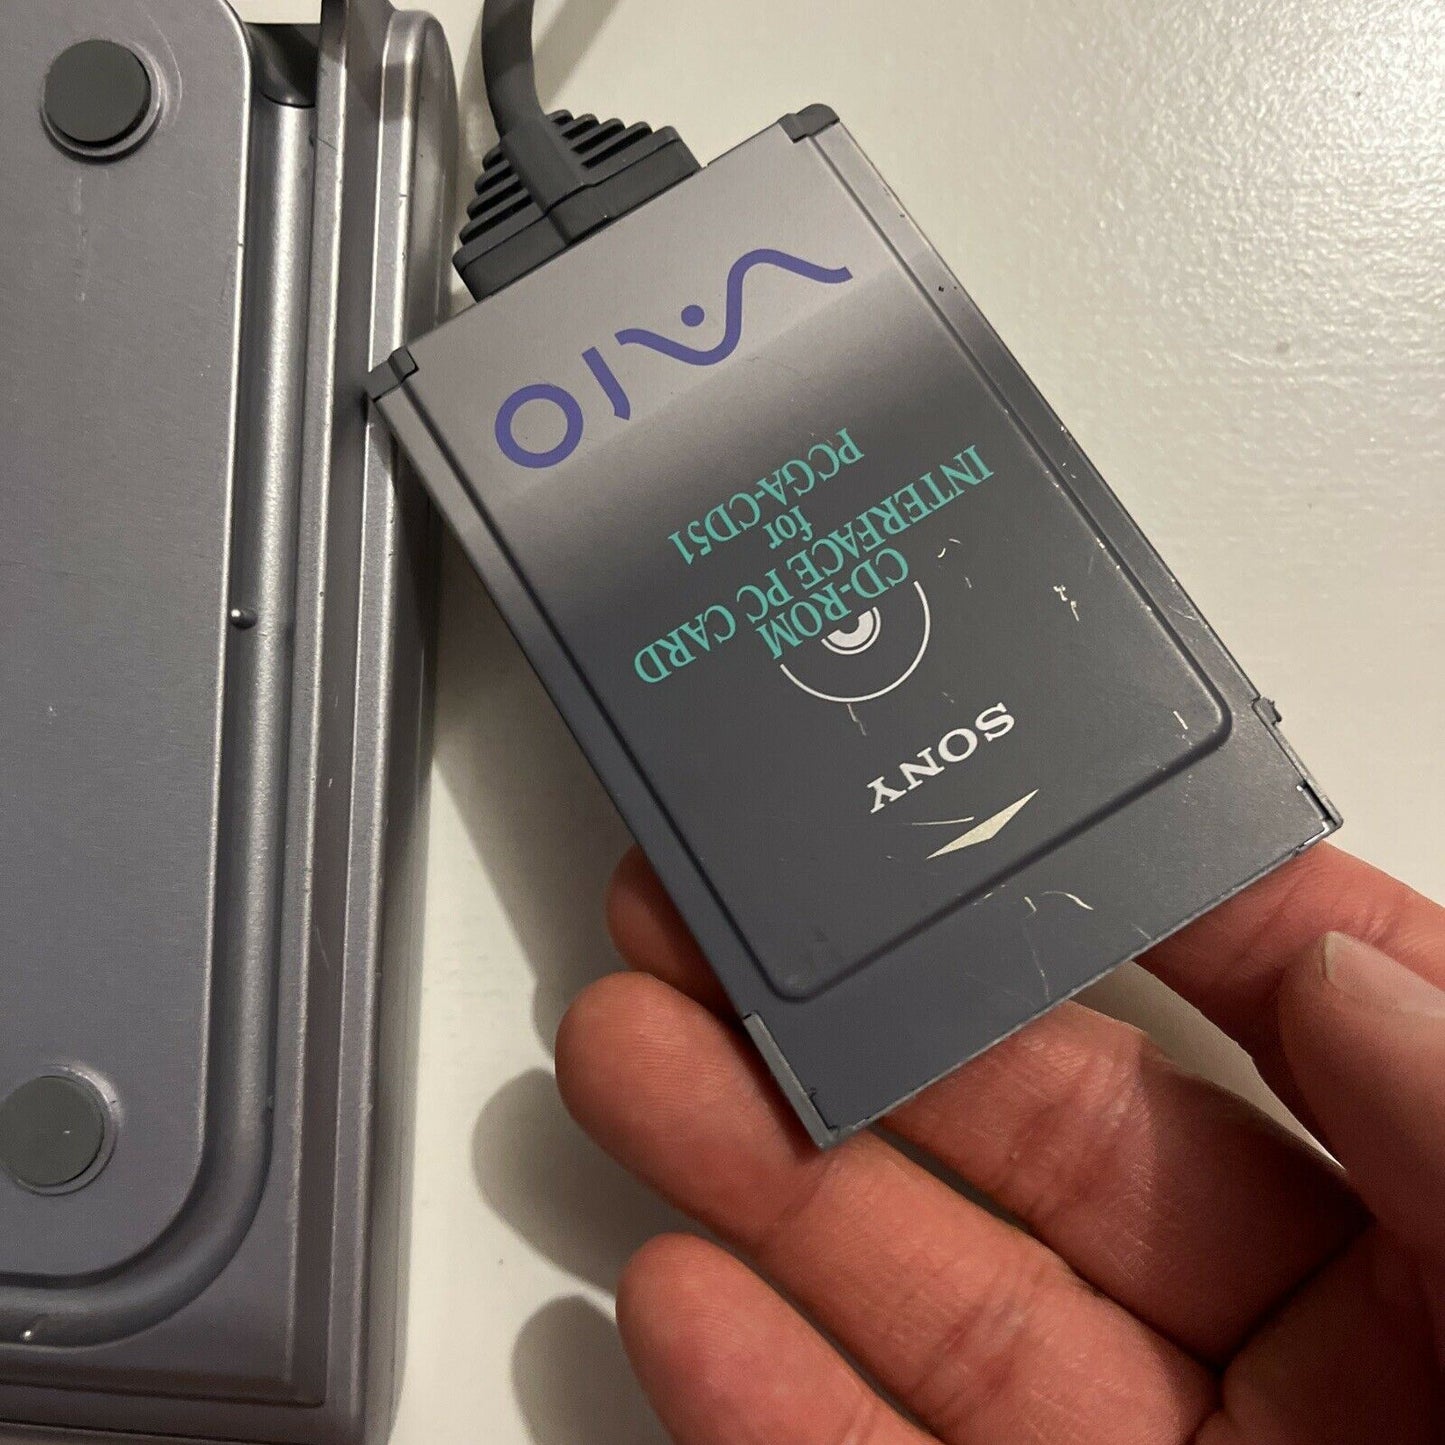 SONY
CD-ROM
INTERFACE PC CARD
for
PCGA-CD51
VAIO